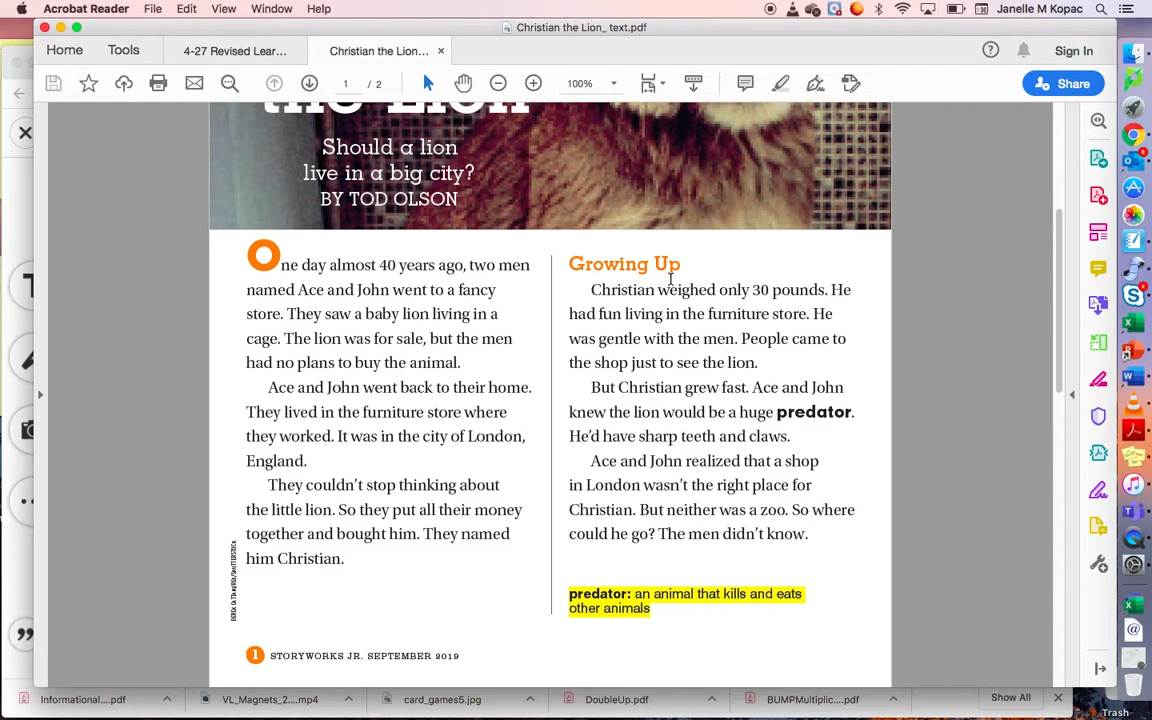 Acrobat Reader File Edit View Window Help Janelle M Kopac
Christian the Lion_ text.pdf
Home Tools 4-27 Revised Lear... Christian the Lion... × Sign In
1 / 2 100% Share
the Lion
Should a lion
live in a big city?
BY TOD OLSON
One day almost 40 years ago, two men
named Ace and John went to a fancy
store. They saw a baby lion living in a
cage. The lion was for sale, but the men
had no plans to buy the animal.
Ace and John went back to their home.
They lived in the furniture store where
they worked. It was in the city of London,
England.
They couldn't stop thinking about
the little lion. So they put all their money
together and bought him. They named
him Christian.
Growing Up
Christian weighed only 30 pounds. He
had fun living in the furniture store. He
was gentle with the men. People came to
the shop just to see the lion.
But Christian grew fast. Ace and John
knew the lion would be a huge predator.
He'd have sharp teeth and claws.
Ace and John realized that a shop
in London wasn't the right place for
Christian. But neither was a zoo. So where
could he go? The men didn't know.
predator: an animal that kills and eats
other animals
1 STORYWORKS JR. SEPTEMBER 2019
Informational....pdf VL_Magnets_2....mp4 card_games5.jpg DoubleUp.pdf BUMPMultiplic....pdf Show All
Trash